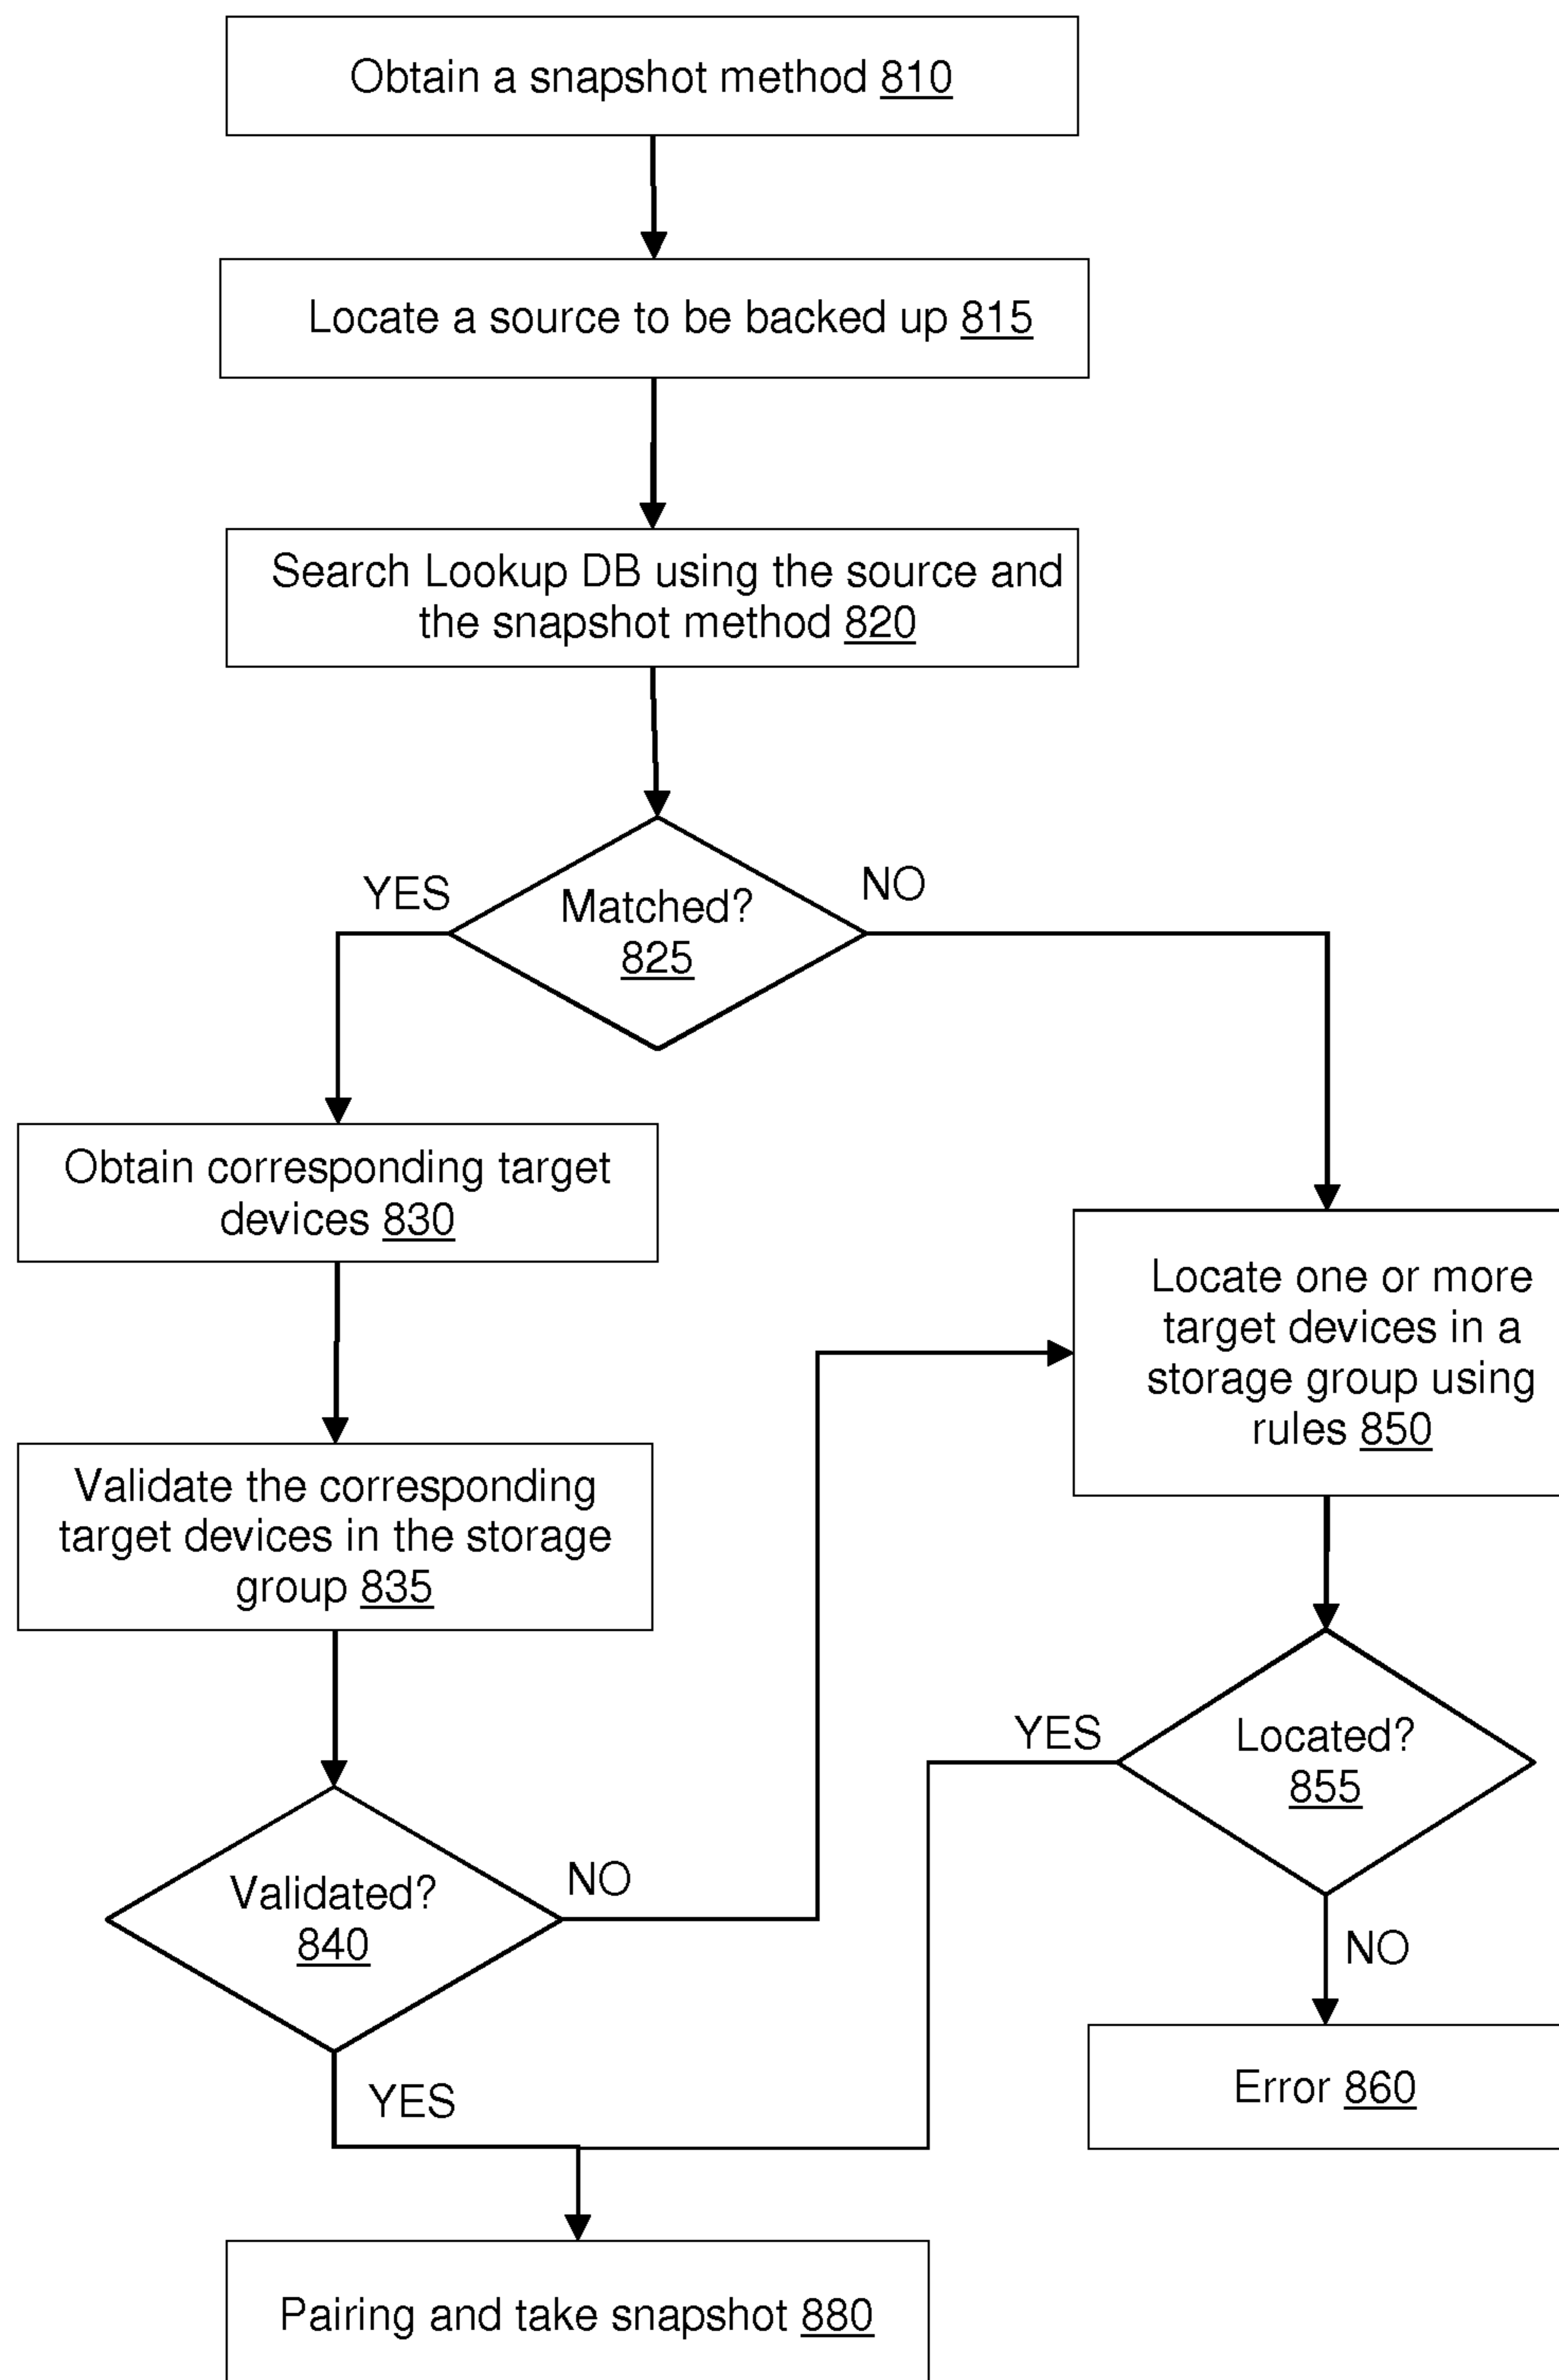 Obtain a snapshot method 810
Locate a source to be backed up 815
Search Lookup DB using the source and
the snapshot method 820
YES
Matched?
825
NO
Obtain corresponding target
devices 830
Locate one or more
target devices in a
storage group using
rules 850
Validate the corresponding
target devices in the storage
group 835
YES
Located?
855
Validated?
840
NO
NO
YES
Error 860
Pairing and take snapshot 880